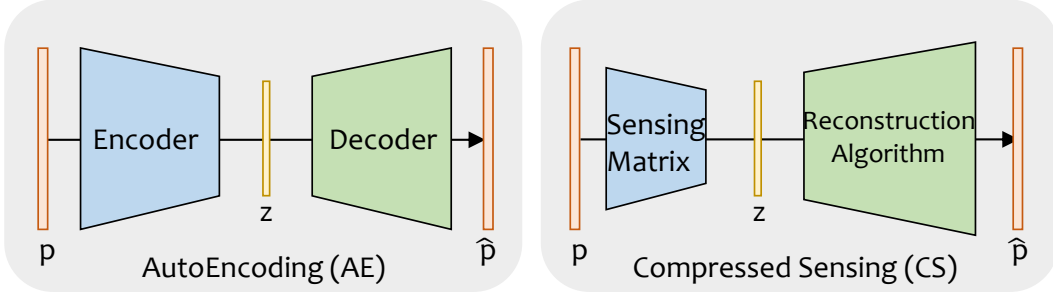 Encoder
Decoder
p
z
p̂
AutoEncoding (AE)
Sensing
Matrix
Reconstruction
Algorithm
p
z
p̂
Compressed Sensing (CS)